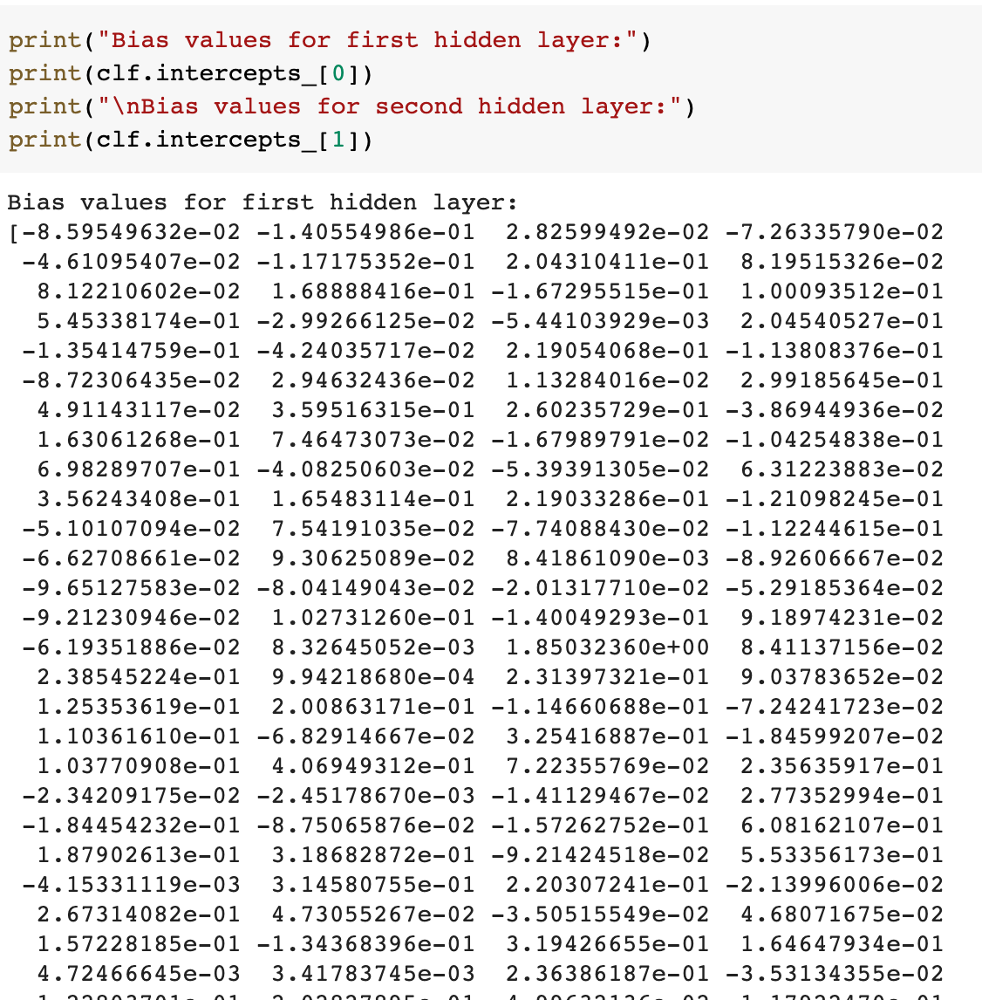 print("Bias values for first hidden layer:")
print(clf.intercepts_[0])
print("\nBias values for second hidden layer:")
print(clf.intercepts_[1])
Bias values for first hidden layer:
[-8.59549632e-02 -1.40554986e-01  2.82599492e-02 -7.26335790e-02
 -4.61095407e-02 -1.17175352e-01  2.04310411e-01  8.19515326e-02
  8.12210602e-02  1.68888416e-01 -1.67295515e-01  1.00093512e-01
  5.45338174e-01 -2.99266125e-02 -5.44103929e-03  2.04540527e-01
 -1.35414759e-01 -4.24035717e-02  2.19054068e-01 -1.13808376e-01
 -8.72306435e-02  2.94632436e-02  1.13284016e-02  2.99185645e-01
  4.91143117e-02  3.59516315e-01  2.60235729e-01 -3.86944936e-02
  1.63061268e-01  7.46473073e-02 -1.67989791e-02 -1.04254838e-01
  6.98289707e-01 -4.08250603e-02 -5.39391305e-02  6.31223883e-02
  3.56243408e-01  1.65483114e-01  2.19033286e-01 -1.21098245e-01
 -5.10107094e-02  7.54191035e-02 -7.74088430e-02 -1.12244615e-01
 -6.62708661e-02  9.30625089e-02  8.41861090e-03 -8.92606667e-02
 -9.65127583e-02 -8.04149043e-02 -2.01317710e-02 -5.29185364e-02
 -9.21230946e-02  1.02731260e-01 -1.40049293e-01  9.18974231e-02
 -6.19351886e-02  8.32645052e-03  1.85032360e+00  8.41137156e-02
  2.38545224e-01  9.94218680e-04  2.31397321e-01  9.03783652e-02
  1.25353619e-01  2.00863171e-01 -1.14660688e-01 -7.24241723e-02
  1.10361610e-01 -6.82914667e-02  3.25416887e-01 -1.84599207e-02
  1.03770908e-01  4.06949312e-01  7.22355769e-02  2.35635917e-01
 -2.34209175e-02 -2.45178670e-03 -1.41129467e-02  2.77352994e-01
 -1.84454232e-01 -8.75065876e-02 -1.57262752e-01  6.08162107e-01
  1.87902613e-01  3.18682872e-01 -9.21424518e-02  5.53356173e-01
 -4.15331119e-03  3.14580755e-01  2.20307241e-01 -2.13996006e-02
  2.67314082e-01  4.73055267e-02 -3.50515549e-02  4.68071675e-02
  1.57228185e-01 -1.34368396e-01  3.19426655e-01  1.64647934e-01
  4.72466645e-03  3.41783745e-03  2.36386187e-01 -3.53134355e-02